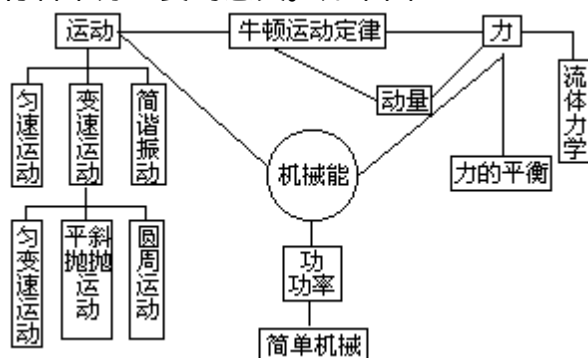 运动
牛顿运动定律
力
匀速运动
变速运动
简谐振动
动量
流体力学
机械能
力的平衡
匀变速运动
平抛
斜抛
运动
圆周运动
功
功率
简单机械